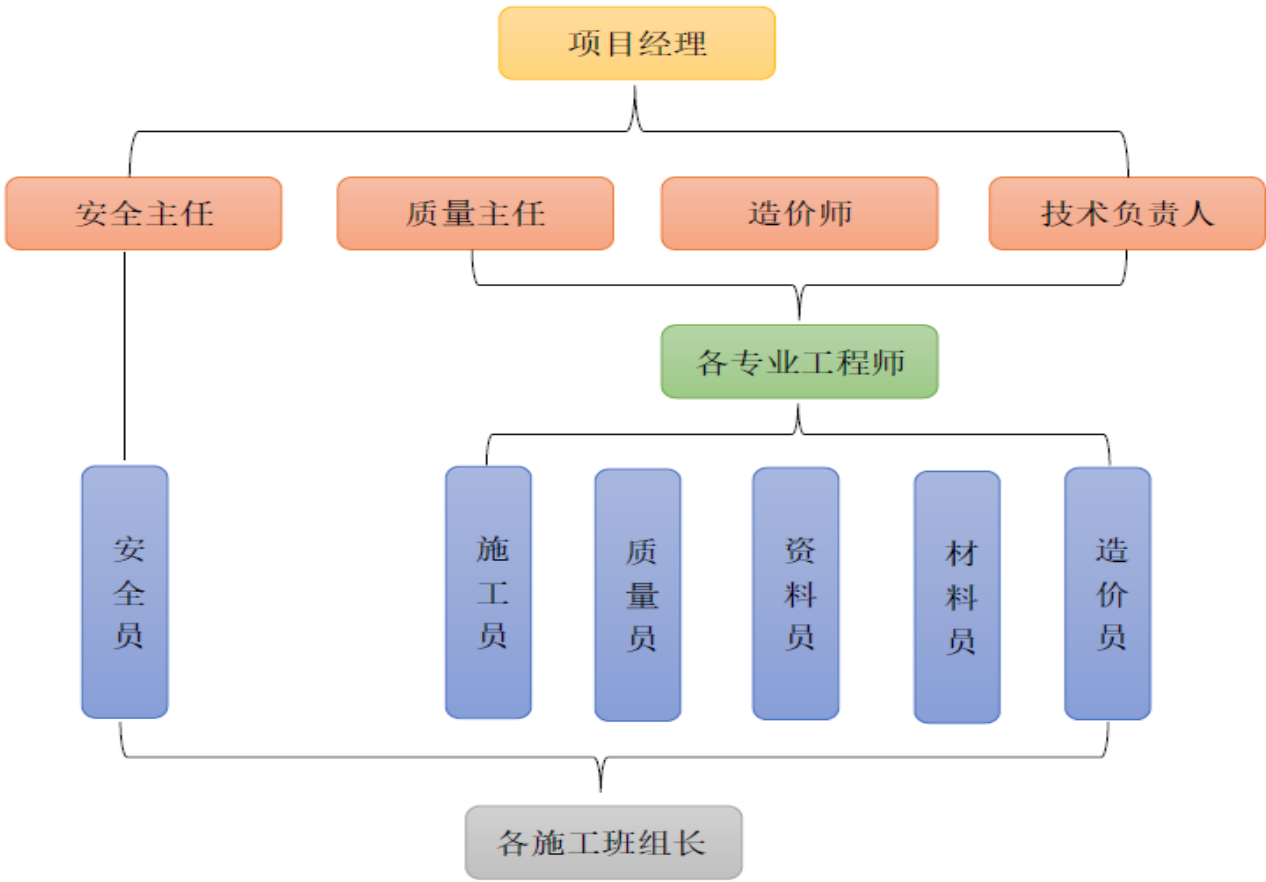 项目经理
安全主任
质量主任
造价师
技术负责人
各专业工程师
安全员
施工员
质量员
资料员
材料员
造价员
各施工班组长